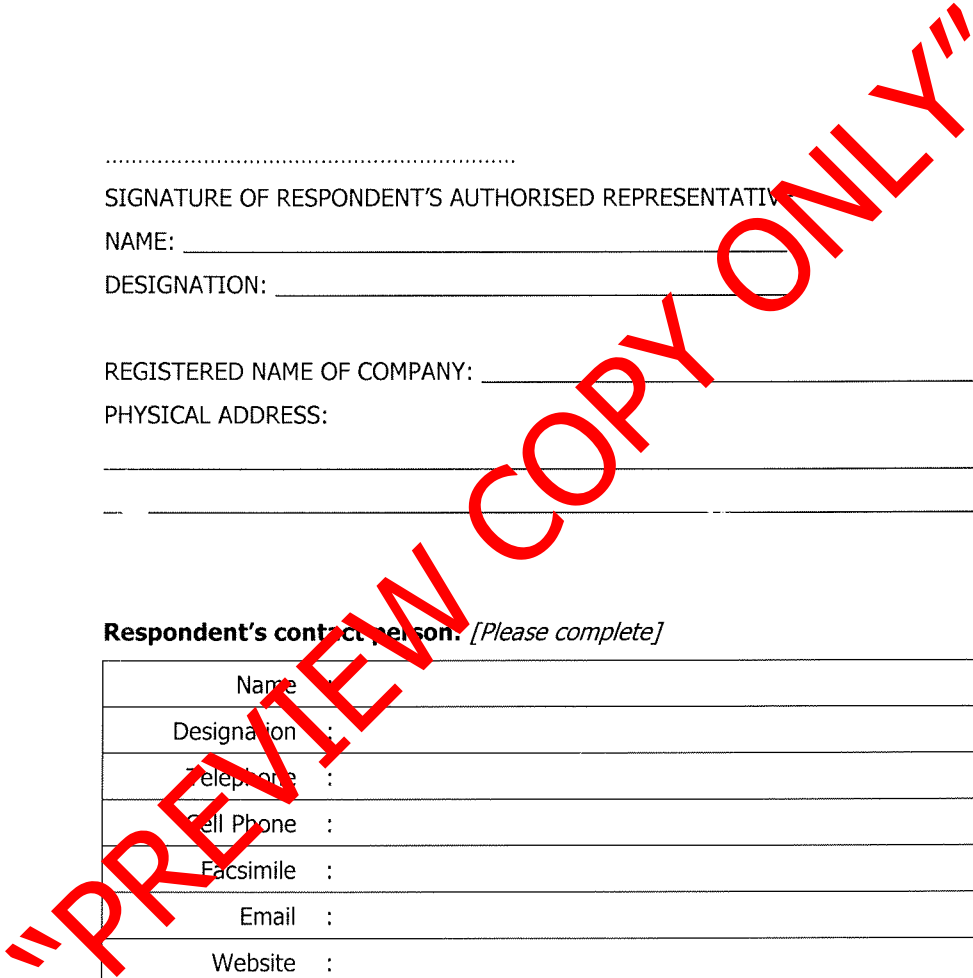 ............................................................
SIGNATURE OF RESPONDENT'S AUTHORISED REPRESENTATIVE
NAME:
DESIGNATION:
REGISTERED NAME OF COMPANY:
PHYSICAL ADDRESS:
Respondent's contact person: [Please complete]
Name :
Designation :
Telephone :
Cell Phone :
Facsimile :
Email :
Website :
"PREVIEW COPY ONLY"